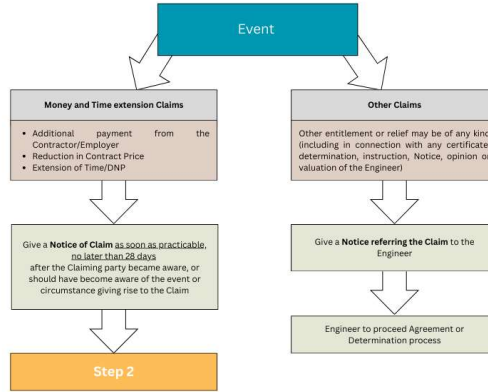 Event
Money and Time extension Claims
• Additional payment from the
Contractor/Employer
• Reduction in Contract Price
• Extension of Time/DNP
Give a Notice of Claim as soon as practicable,
no later than 28 days
after the Claiming party became aware, or
should have become aware of the event or
circumstance giving rise to the Claim
Step 2
Other Claims
Other entitlement or relief may be of any kind
(including in connection with any certificate,
determination, instruction, Notice, opinion or
valuation of the Engineer)
Give a Notice referring the Claim to the
Engineer
Engineer to proceed Agreement or
Determination process